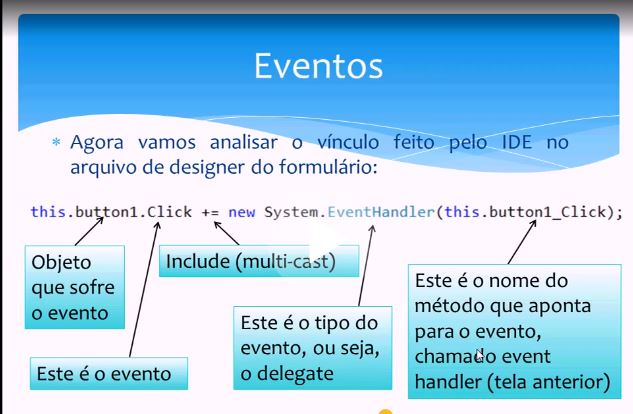 Eventos
* Agora vamos analisar o vínculo feito pelo IDE no
arquivo de designer do formulário:
this.button1.Click += new System.EventHandler(this.button1_Click);
Objeto
que sofre
o evento
Include (multi-cast)
Este é o evento
Este é o tipo do
evento, ou seja,
o delegate
Este é o nome do
método que aponta
para o evento,
chamado event
handler (tela anterior)